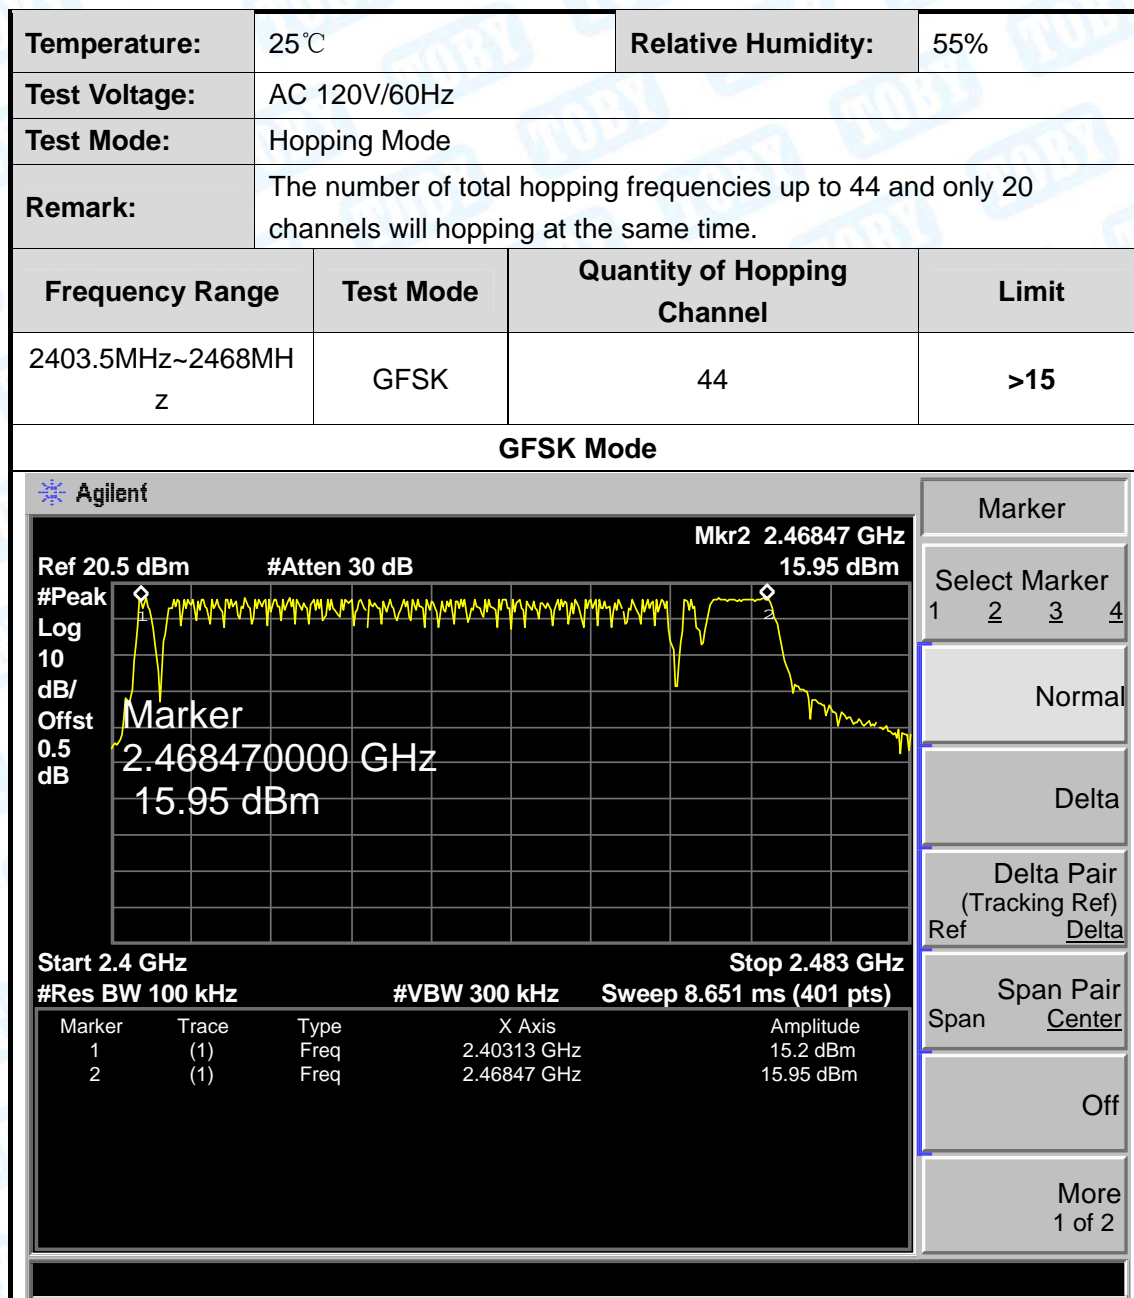 Temperature: 25℃ Relative Humidity: 55%
Test Voltage: AC 120V/60Hz
Test Mode: Hopping Mode
Remark: The number of total hopping frequencies up to 44 and only 20
channels will hopping at the same time.
Frequency Range Test Mode Quantity of Hopping
Channel Limit
2403.5MHz~2468MH
z GFSK 44 >15
GFSK Mode
Agilent
Marker
Mkr2 2.46847 GHz
Ref 20.5 dBm #Atten 30 dB 15.95 dBm
#Peak
Log
10
dB/
Offst
0.5
dB
1
2
Marker
2.468470000 GHz
15.95 dBm
Start 2.4 GHz Stop 2.483 GHz
#Res BW 100 kHz #VBW 300 kHz Sweep 8.651 ms (401 pts)
Marker Trace Type X Axis Amplitude
1 (1) Freq 2.40313 GHz 15.2 dBm
2 (1) Freq 2.46847 GHz 15.95 dBm
Select Marker
1 2 3 4
Normal
Delta
Delta Pair
(Tracking Ref)
Ref Delta
Span Pair
Span Center
Off
More
1 of 2
TOBY